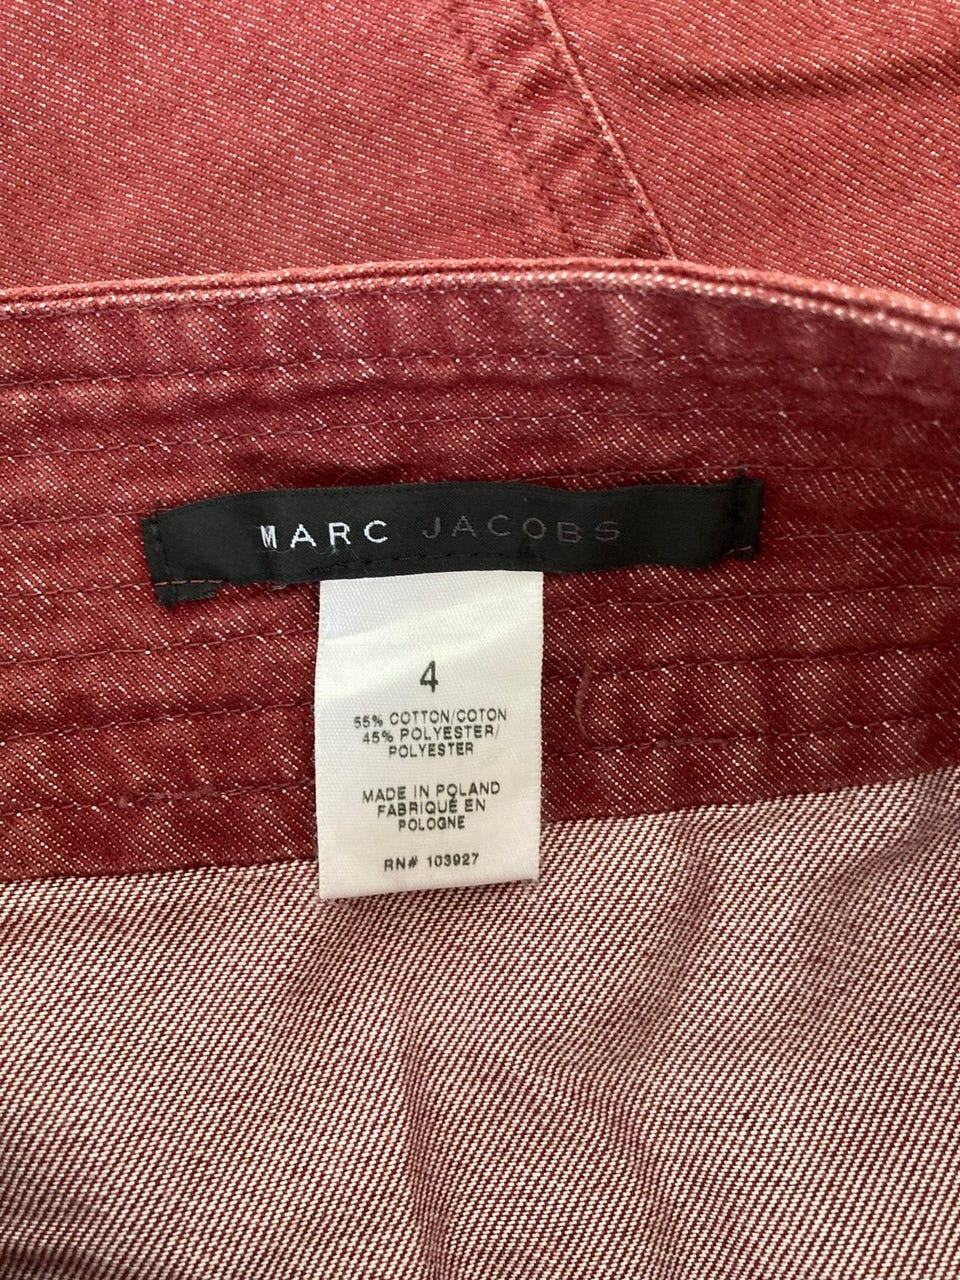 MARC JACOBS
4
55% COTTON/COTON
45% POLYESTER/
POLYESTER
MADE IN POLAND
FABRIQUÉ EN
POLOGNE
RN# 103927